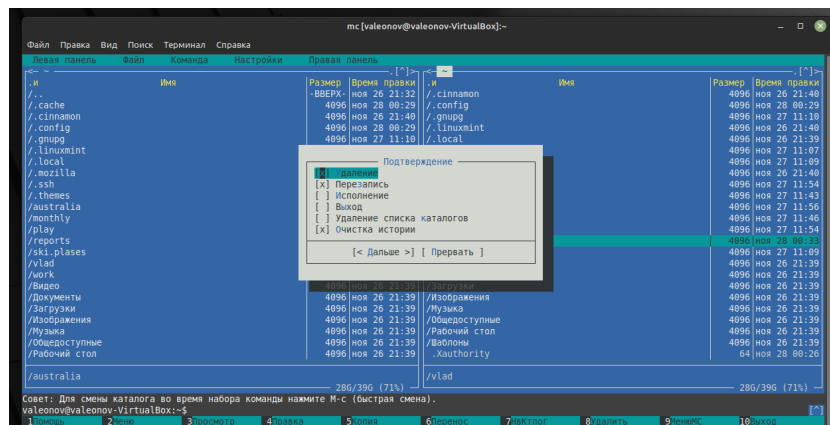 mc [valeonov@valeonov-VirtualBox]:~
Файл Правка Вид Поиск Терминал Справка
Левая панель Файл Команда Настройки Правая панель
<– ~ .[^]> <– ~ .[^]>
.и Имя Размер Время правки .и Имя Размер Время правки
/.. -ВВЕРХ- ноя 26 21:32 /.cinnamon 4096 ноя 26 21:40
/.cache 4096 ноя 28 00:29 /.config 4096 ноя 28 00:29
/.cinnamon 4096 ноя 26 21:40 /.gnupg 4096 ноя 27 11:10
/.config 4096 ноя 28 00:29 /.linuxmint 4096 ноя 26 21:40
/.gnupg 4096 ноя 27 11:10 /.local 4096 ноя 26 21:39
/.linuxmint 4096 ноя 27 11:07
/.local Подтверждение 4096 ноя 27 11:09
/.mozilla [x] Удаление 4096 ноя 26 21:40
/.ssh [x] Перезапись 4096 ноя 27 11:54
/.themes [ ] Исполнение 4096 ноя 27 11:43
/australia [ ] Выход 4096 ноя 27 11:56
/monthly [ ] Удаление списка каталогов 4096 ноя 27 11:46
/play [x] Очистка истории 4096 ноя 27 11:54
/reports 4096 ноя 28 00:33
/ski.plases [< Дальше >] [ Прервать ] 4096 ноя 27 11:09
/vlad 4096 ноя 26 21:39
/work 4096 ноя 26 21:39
/Видео 4096 ноя 26 21:39 /Загрузки 4096 ноя 26 21:39
/Документы 4096 ноя 26 21:39 /Изображения 4096 ноя 26 21:39
/Загрузки 4096 ноя 26 21:39 /Музыка 4096 ноя 26 21:39
/Изображения 4096 ноя 26 21:39 /Общедоступные 4096 ноя 26 21:39
/Музыка 4096 ноя 26 21:39 /Рабочий стол 4096 ноя 26 21:39
/Общедоступные 4096 ноя 26 21:39 /Шаблоны 4096 ноя 26 21:39
/Рабочий стол 4096 ноя 26 21:39 .Xauthority 64 ноя 28 00:26
/australia /vlad
28G/39G (71%) 28G/39G (71%)
Совет: Для смены каталога во время набора команды нажмите M-c (быстрая смена).
valeonov@valeonov-VirtualBox:~$ [^]
1Помощь 2Меню 3Просмотр 4Правка 5Копия 6Перенос 7НвКтлог 8Удалить 9МенюMC 10Выход